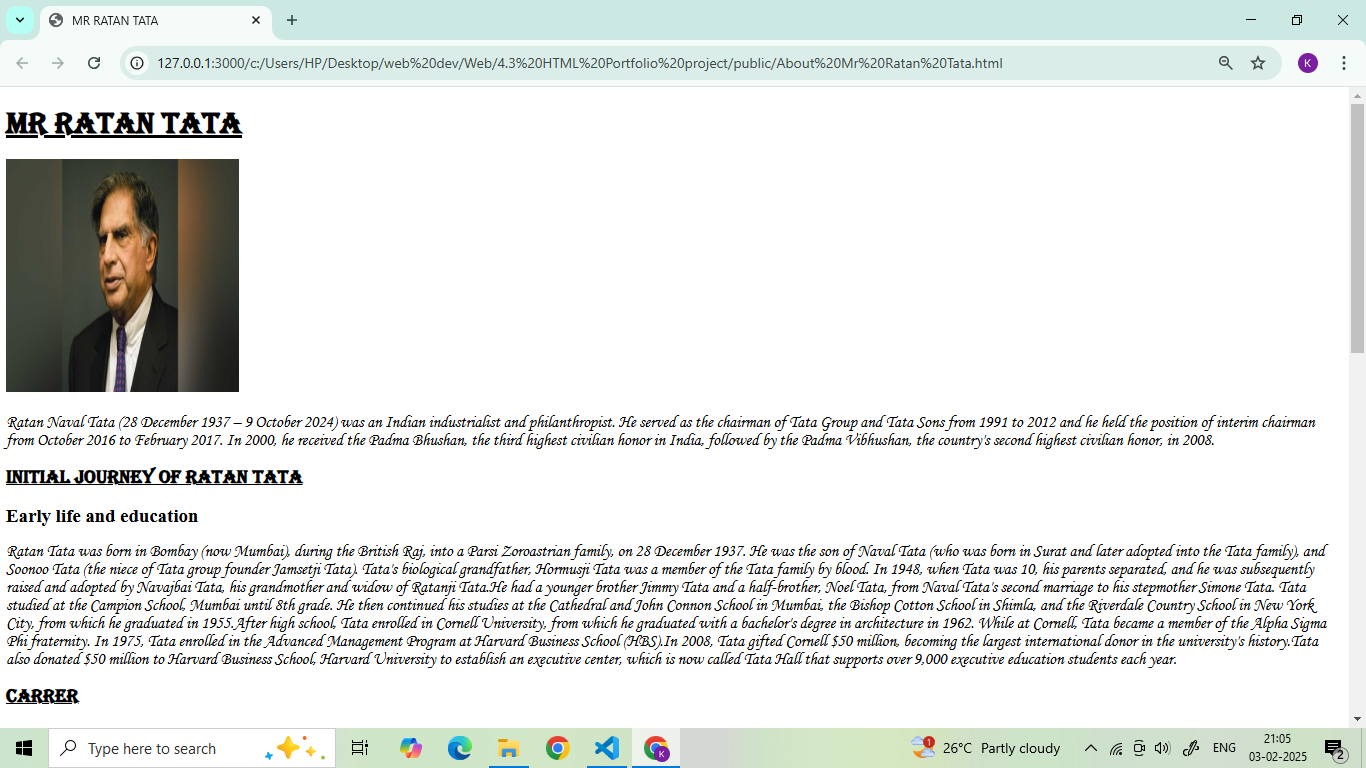 MR RATAN TATA
127.0.0.1:3000/c:/Users/HP/Desktop/web%20dev/Web/4.3%20HTML%20Portfolio%20project/public/About%20Mr%20Ratan%20Tata.html
K
MR RATAN TATA
Ratan Naval Tata (28 December 1937 – 9 October 2024) was an Indian industrialist and philanthropist. He served as the chairman of Tata Group and Tata Sons from 1991 to 2012 and he held the position of interim chairman
from October 2016 to February 2017. In 2000, he received the Padma Bhushan, the third highest civilian honor in India, followed by the Padma Vibhushan, the country's second highest civilian honor, in 2008.
INITIAL JOURNEY OF RATAN TATA
Early life and education
Ratan Tata was born in Bombay (now Mumbai), during the British Raj, into a Parsi Zoroastrian family, on 28 December 1937. He was the son of Naval Tata (who was born in Surat and later adopted into the Tata family), and
Soonoo Tata (the niece of Tata group founder Jamsetji Tata). Tata's biological grandfather, Hormusji Tata was a member of the Tata family by blood. In 1948, when Tata was 10, his parents separated, and he was subsequently
raised and adopted by Navajbai Tata, his grandmother and widow of Ratanji Tata.He had a younger brother Jimmy Tata and a half-brother, Noel Tata, from Naval Tata's second marriage to his stepmother Simone Tata. Tata
studied at the Campion School, Mumbai until 8th grade. He then continued his studies at the Cathedral and John Connon School in Mumbai, the Bishop Cotton School in Shimla, and the Riverdale Country School in New York
City, from which he graduated in 1955.After high school, Tata enrolled in Cornell University, from which he graduated with a bachelor's degree in architecture in 1962. While at Cornell, Tata became a member of the Alpha Sigma
Phi fraternity. In 1975, Tata enrolled in the Advanced Management Program at Harvard Business School (HBS).In 2008, Tata gifted Cornell $50 million, becoming the largest international donor in the university's history.Tata
also donated $50 million to Harvard Business School, Harvard University to establish an executive center, which is now called Tata Hall that supports over 9,000 executive education students each year.
CARRER
Type here to search
K
1
26°C Partly cloudy
ENG
21:05
03-02-2025
2